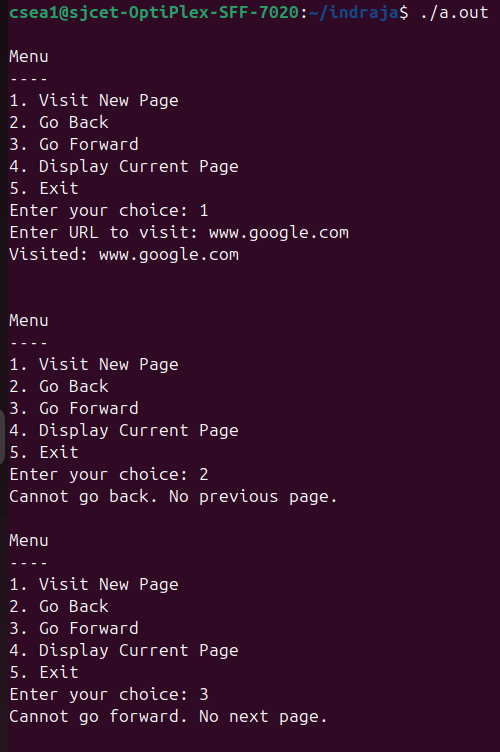 csea1@sjcet-OptiPlex-SFF-7020:~/indraja$ ./a.out
Menu
----
1. Visit New Page
2. Go Back
3. Go Forward
4. Display Current Page
5. Exit
Enter your choice: 1
Enter URL to visit: www.google.com
Visited: www.google.com
Menu
----
1. Visit New Page
2. Go Back
3. Go Forward
4. Display Current Page
5. Exit
Enter your choice: 2
Cannot go back. No previous page.
Menu
----
1. Visit New Page
2. Go Back
3. Go Forward
4. Display Current Page
5. Exit
Enter your choice: 3
Cannot go forward. No next page.